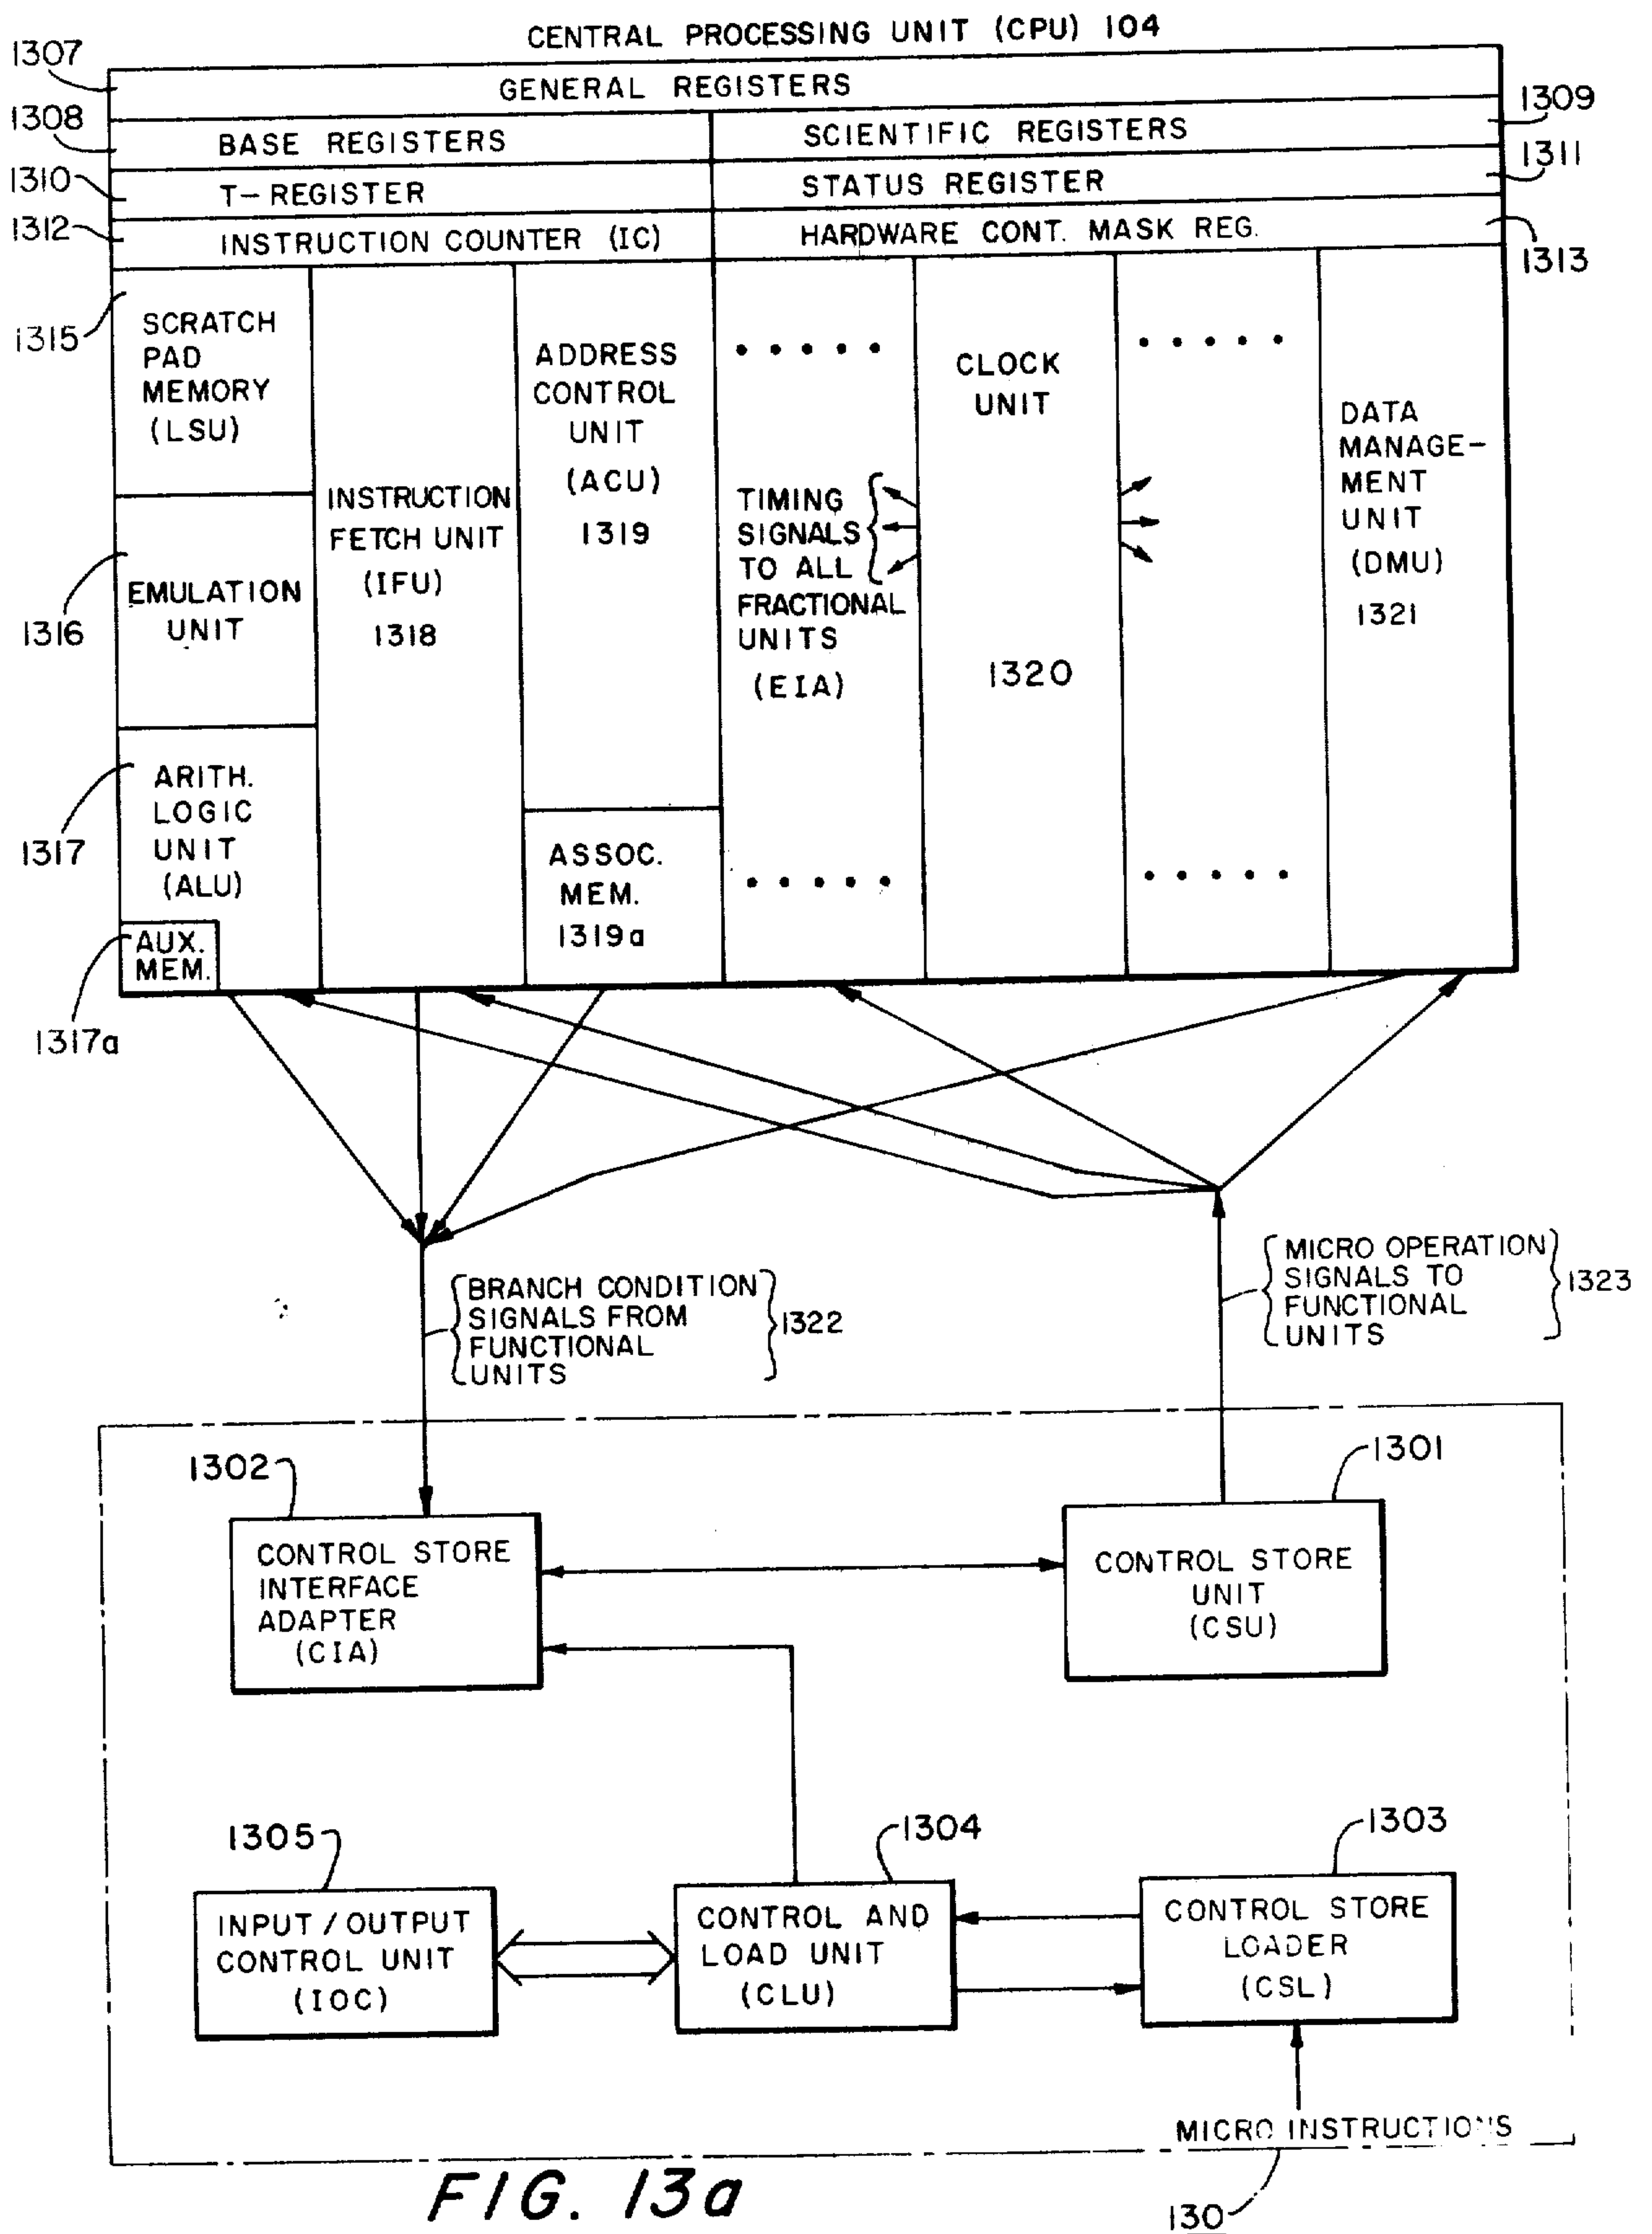 CENTRAL PROCESSING UNIT (CPU) 104
1307
GENERAL REGISTERS
1308
BASE REGISTERS
SCIENTIFIC REGISTERS
1309
1310
T-REGISTER
STATUS REGISTER
1311
1312
INSTRUCTION COUNTER (IC)
HARDWARE CONT. MASK REG.
1313
1315
SCRATCH
PAD
MEMORY
(LSU)
1316
EMULATION
UNIT
1317
ARITH.
LOGIC
UNIT
(ALU)
AUX.
MEM.
1317a
INSTRUCTION
FETCH UNIT
(IFU)
1318
ADDRESS
CONTROL
UNIT
(ACU)
1319
ASSOC.
MEM.
1319a
TIMING
SIGNALS
TO ALL
FRACTIONAL
UNITS
(EIA)
CLOCK
UNIT
1320
DATA
MANAGE-
MENT
UNIT
(DMU)
1321
BRANCH CONDITION
SIGNALS FROM
FUNCTIONAL
UNITS
1322
MICRO OPERATION
SIGNALS TO
FUNCTIONAL
UNITS
1323
1302
CONTROL STORE
INTERFACE
ADAPTER
(CIA)
1301
CONTROL STORE
UNIT
(CSU)
1305
INPUT/OUTPUT
CONTROL UNIT
(IOC)
1304
CONTROL AND
LOAD UNIT
(CLU)
1303
CONTROL STORE
LOADER
(CSL)
MICRO INSTRUCTIONS
130
FIG. 13a